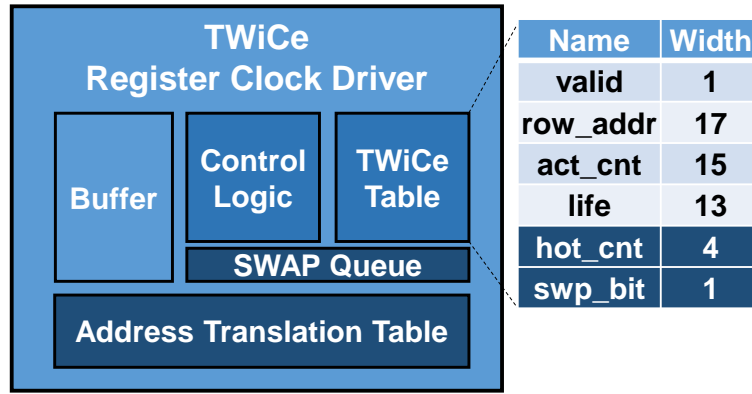 TWiCe
Register Clock Driver
Buffer
Control
Logic
TWiCe
Table
SWAP Queue
Address Translation Table
Name Width
valid 1
row_addr 17
act_cnt 15
life 13
hot_cnt 4
swp_bit 1